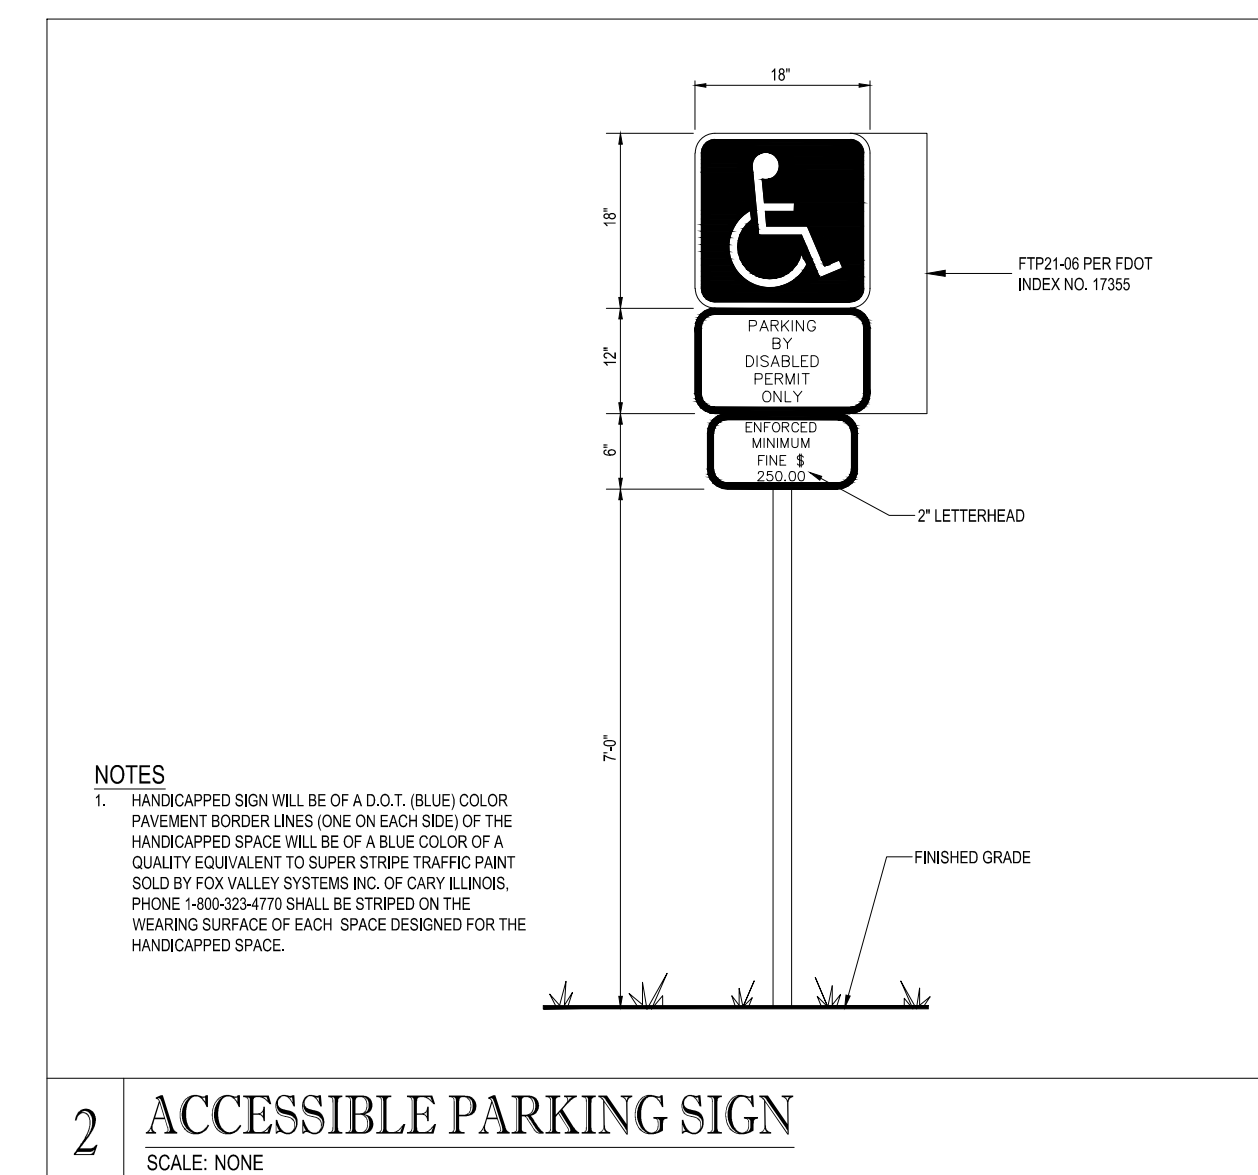 18"
18"
FTP21-06 PER FDOT
INDEX NO. 17355
PARKING
BY
DISABLED
PERMIT
ONLY
12"
ENFORCED
MINIMUM
FINE $
250.00
6"
2" LETTERHEAD
7'-0"
NOTES
1. HANDICAPPED SIGN WILL BE OF A D.O.T. (BLUE) COLOR
PAVEMENT BORDER LINES (ONE ON EACH SIDE) OF THE
HANDICAPPED SPACE WILL BE OF A BLUE COLOR OF A
QUALITY EQUIVALENT TO SUPER STRIPE TRAFFIC PAINT
SOLD BY FOX VALLEY SYSTEMS INC. OF CARY ILLINOIS,
PHONE 1-800-323-4770 SHALL BE STRIPED ON THE
WEARING SURFACE OF EACH SPACE DESIGNED FOR THE
HANDICAPPED SPACE.
FINISHED GRADE
2
ACCESSIBLE PARKING SIGN
SCALE: NONE